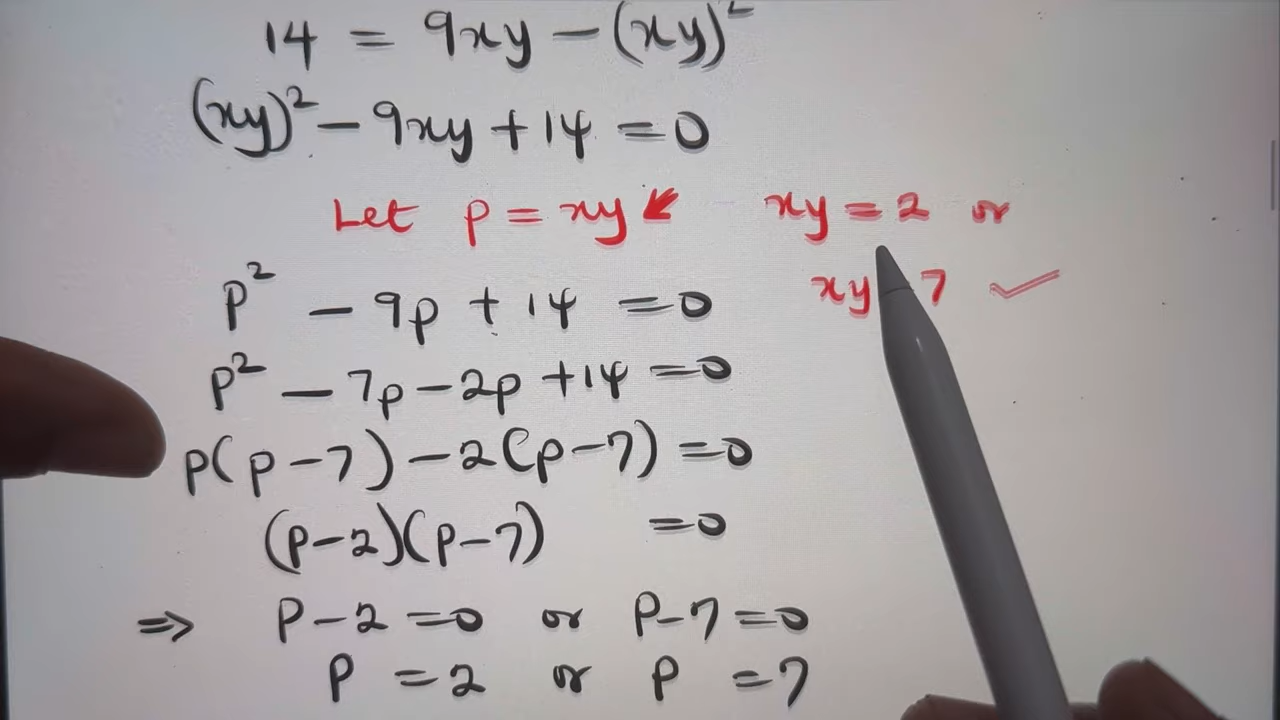 14 = 9xy - (xy)²
(xy)² - 9xy + 14 = 0
Let p = xy
xy = 2 or
xy 7 ✓
p² - 9p + 14 = 0
p² - 7p - 2p + 14 = 0
p(p - 7) - 2(p - 7) = 0
(p - 2)(p - 7) = 0
⇒ P - 2 = 0 or P - 7 = 0
P = 2 or P = 7